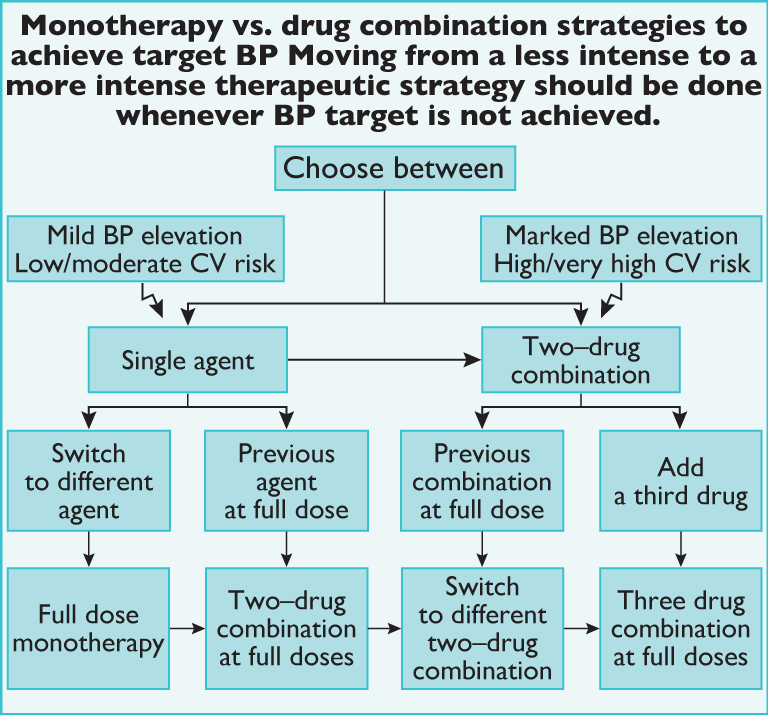 Monotherapy vs. drug combination strategies to
achieve target BP Moving from a less intense to a
more intense therapeutic strategy should be done
whenever BP target is not achieved.
Choose between
Mild BP elevation
Low/moderate CV risk
Marked BP elevation
High/very high CV risk
Single agent
Two–drug
combination
Switch
to different
agent
Previous
agent
at full dose
Previous
combination
at full dose
Add
a third drug
Full dose
monotherapy
Two–drug
combination
at full doses
Switch
to different
two–drug
combination
Three drug
combination
at full doses